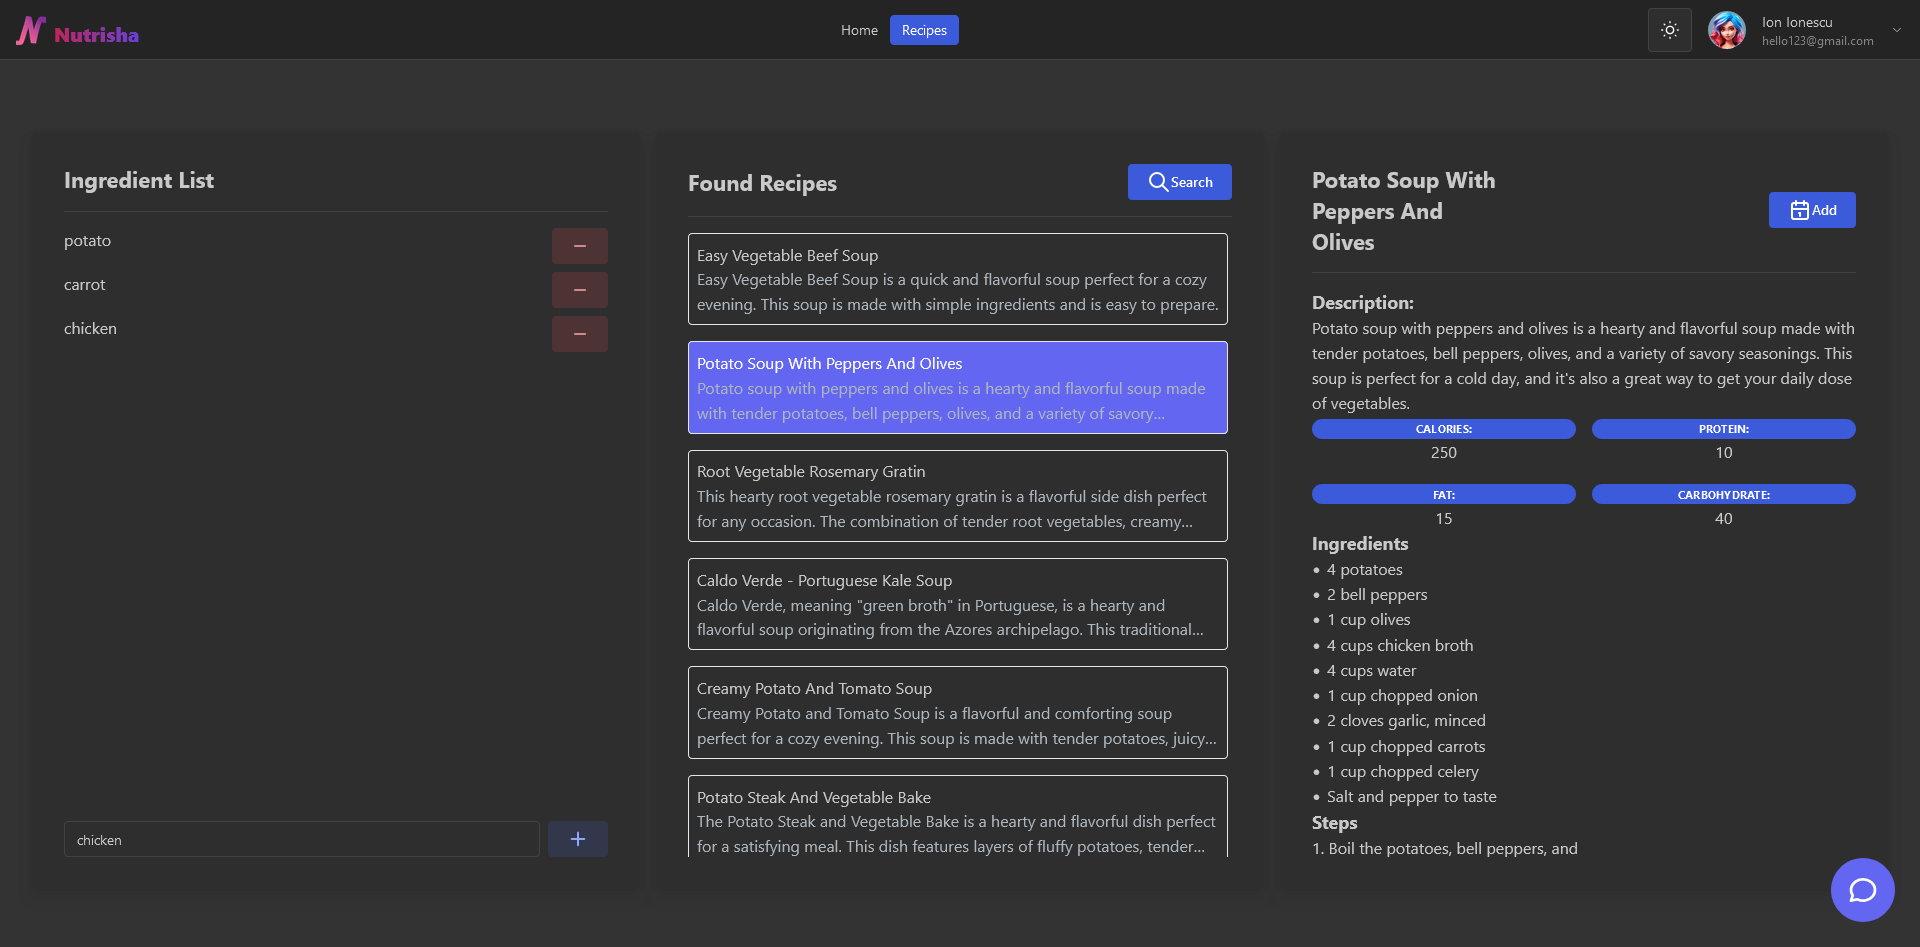 Nutrisha
Home
Recipes
Ion Ionescu
hello123@gmail.com
Ingredient List
potato
carrot
chicken
chicken
Found Recipes
Search
Easy Vegetable Beef Soup
Easy Vegetable Beef Soup is a quick and flavorful soup perfect for a cozy
evening. This soup is made with simple ingredients and is easy to prepare.
Potato Soup With Peppers And Olives
Potato soup with peppers and olives is a hearty and flavorful soup made
with tender potatoes, bell peppers, olives, and a variety of savory...
Root Vegetable Rosemary Gratin
This hearty root vegetable rosemary gratin is a flavorful side dish perfect
for any occasion. The combination of tender root vegetables, creamy...
Caldo Verde - Portuguese Kale Soup
Caldo Verde, meaning "green broth" in Portuguese, is a hearty and
flavorful soup originating from the Azores archipelago. This traditional...
Creamy Potato And Tomato Soup
Creamy Potato and Tomato Soup is a flavorful and comforting soup
perfect for a cozy evening. This soup is made with tender potatoes, juicy...
Potato Steak And Vegetable Bake
The Potato Steak and Vegetable Bake is a hearty and flavorful dish perfect
for a satisfying meal. This dish features layers of fluffy potatoes, tender...
Potato Soup With
Peppers And
Olives
Add
Description:
Potato soup with peppers and olives is a hearty and flavorful soup made with
tender potatoes, bell peppers, olives, and a variety of savory seasonings. This
soup is perfect for a cold day, and it's also a great way to get your daily dose
of vegetables.
CALORIES:
250
PROTEIN:
10
FAT:
15
CARBOHYDRATE:
40
Ingredients
• 4 potatoes
• 2 bell peppers
• 1 cup olives
• 4 cups chicken broth
• 4 cups water
• 1 cup chopped onion
• 2 cloves garlic, minced
• 1 cup chopped carrots
• 1 cup chopped celery
• Salt and pepper to taste
Steps
1. Boil the potatoes, bell peppers, and